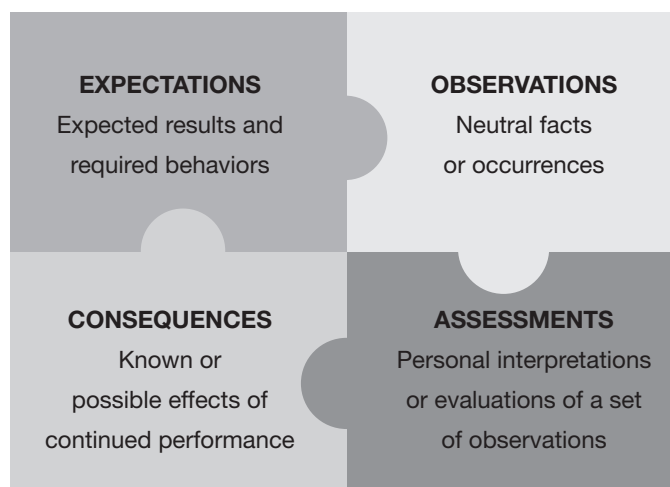 EXPECTATIONS
Expected results and
required behaviors
OBSERVATIONS
Neutral facts
or occurrences
CONSEQUENCES
Known or
possible effects of
continued performance
ASSESSMENTS
Personal interpretations
or evaluations of a set
of observations